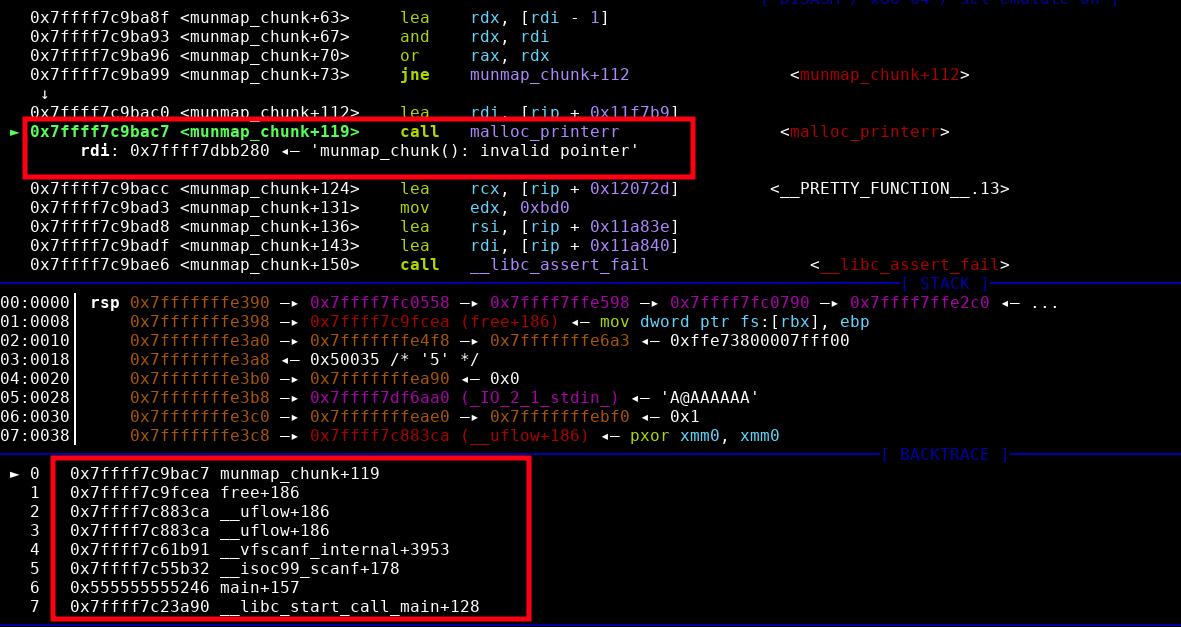 0x7ffff7c9ba8f <munmap_chunk+63> lea rdx, [rdi - 1]
0x7ffff7c9ba93 <munmap_chunk+67> and rdx, rdi
0x7ffff7c9ba96 <munmap_chunk+70> or rax, rdx
0x7ffff7c9ba99 <munmap_chunk+73> jne munmap_chunk+112 <munmap_chunk+112>
↓
0x7ffff7c9bac0 <munmap_chunk+112> lea rdi, [rip + 0x11f7b9]
► 0x7ffff7c9bac7 <munmap_chunk+119> call malloc_printerr <malloc_printerr>
rdi: 0x7ffff7dbb280 ◂— 'munmap_chunk(): invalid pointer'
0x7ffff7c9bacc <munmap_chunk+124> lea rcx, [rip + 0x12072d] <__PRETTY_FUNCTION__.13>
0x7ffff7c9bad3 <munmap_chunk+131> mov edx, 0xbd0
0x7ffff7c9bad8 <munmap_chunk+136> lea rsi, [rip + 0x11a83e]
0x7ffff7c9badf <munmap_chunk+143> lea rdi, [rip + 0x11a840]
0x7ffff7c9bae6 <munmap_chunk+150> call __libc_assert_fail <__libc_assert_fail>
[ STACK ]
00:0000│ rsp 0x7fffffffe390 —▸ 0x7ffff7fc0558 —▸ 0x7ffff7ffe598 —▸ 0x7ffff7fc0790 —▸ 0x7ffff7ffe2c0 ◂— ...
01:0008│ 0x7fffffffe398 —▸ 0x7ffff7c9fcea (free+186) ◂— mov dword ptr fs:[rbx], ebp
02:0010│ 0x7fffffffe3a0 —▸ 0x7fffffffe4f8 —▸ 0x7fffffffe6a3 ◂— 0xffe73800007fff00
03:0018│ 0x7fffffffe3a8 ◂— 0x50035 /* '5' */
04:0020│ 0x7fffffffe3b0 —▸ 0x7fffffffea90 ◂— 0x0
05:0028│ 0x7fffffffe3b8 —▸ 0x7ffff7df6aa0 (_IO_2_1_stdin_) ◂— 'A@AAAAAA'
06:0030│ 0x7fffffffe3c0 —▸ 0x7fffffffeae0 —▸ 0x7fffffffebf0 ◂— 0x1
07:0038│ 0x7fffffffe3c8 —▸ 0x7ffff7c883ca (__uflow+186) ◂— pxor xmm0, xmm0
[ BACKTRACE ]
► 0 0x7ffff7c9bac7 munmap_chunk+119
1 0x7ffff7c9fcea free+186
2 0x7ffff7c883ca __uflow+186
3 0x7ffff7c883ca __uflow+186
4 0x7ffff7c61b91 __vfscanf_internal+3953
5 0x7ffff7c55b32 __isoc99_scanf+178
6 0x555555555246 main+157
7 0x7ffff7c23a90 __libc_start_call_main+128